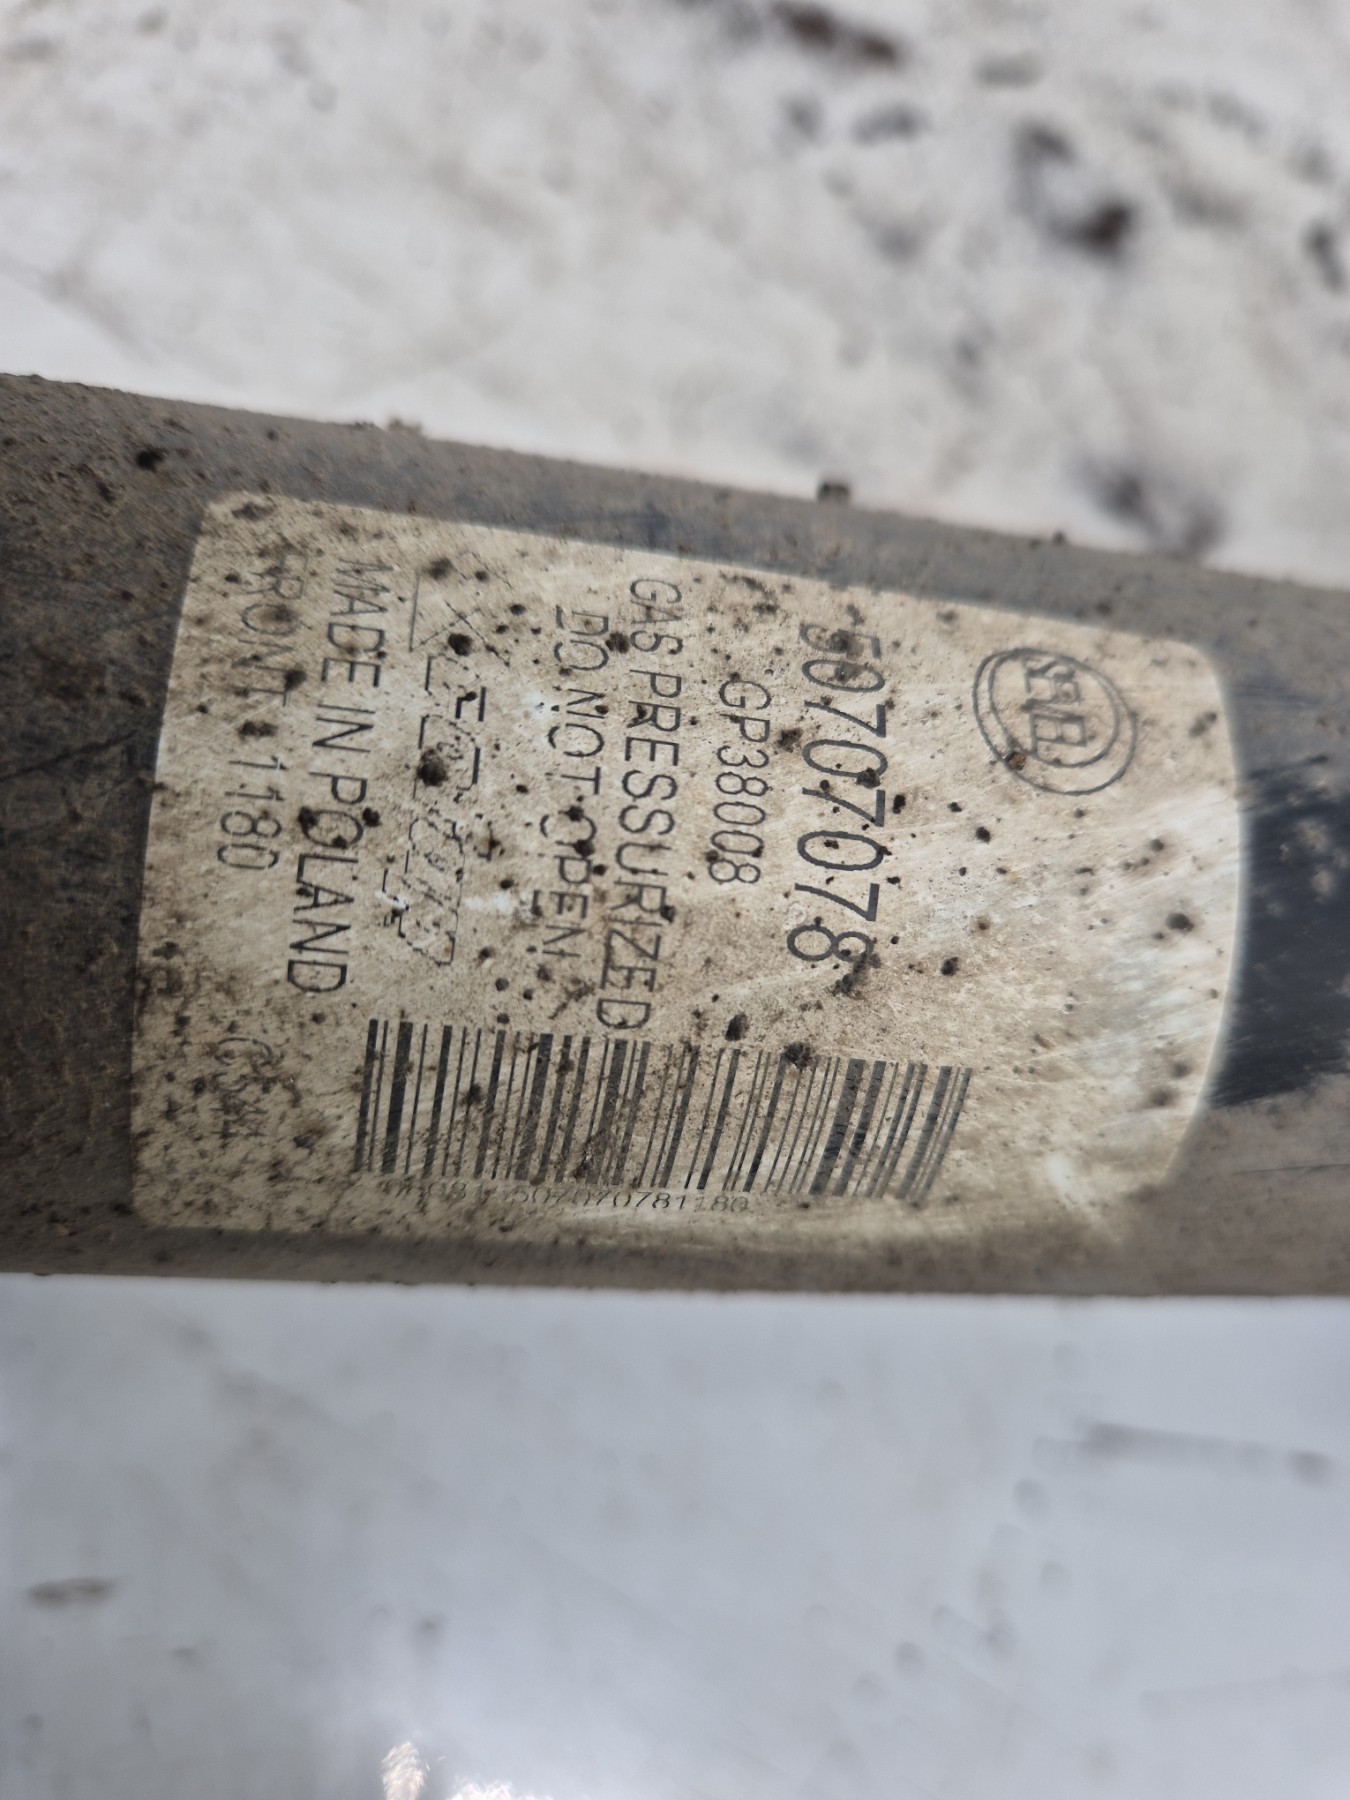 50707078
GP38008
GAS PRESSURIZED
DO NOT OPEN
MADE IN POLAND
FRONT 1180